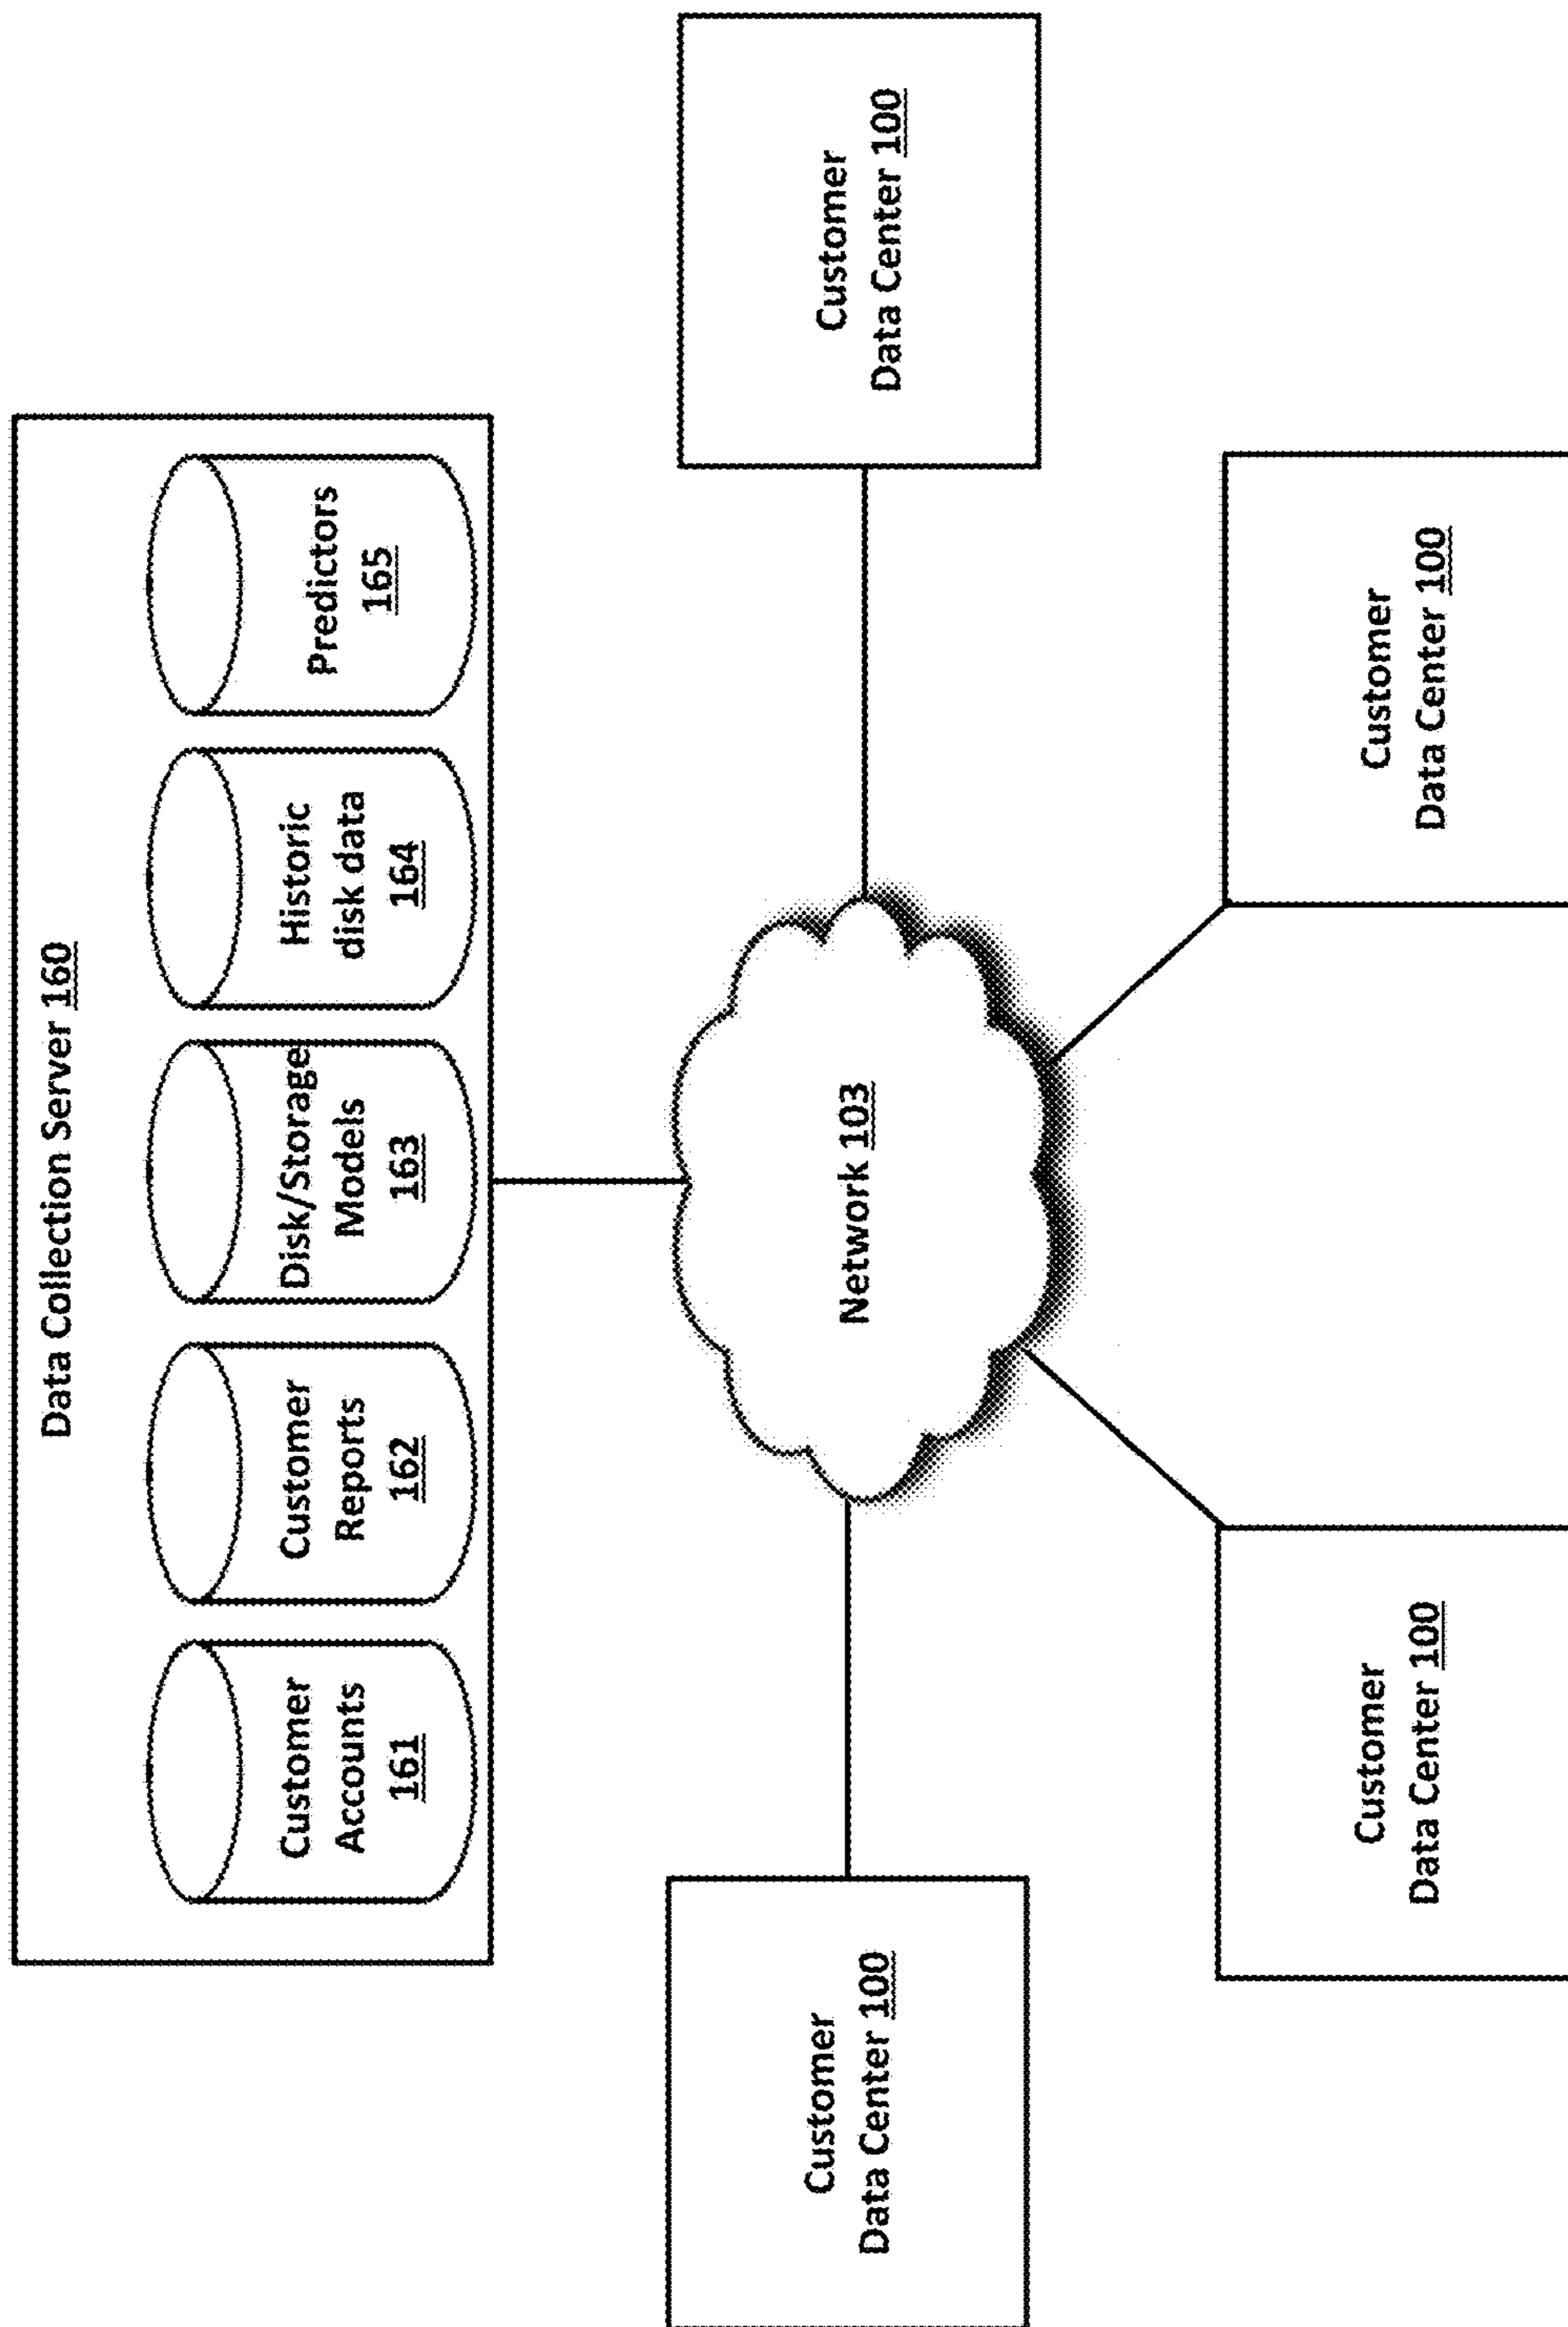 Data Collection Server 160
Customer
Accounts
161
Customer
Reports
162
Disk/Storage
Models
163
Historic
disk data
164
Predictors
165
Network 103
Customer
Data Center 100
Customer
Data Center 100
Customer
Data Center 100
Customer
Data Center 100